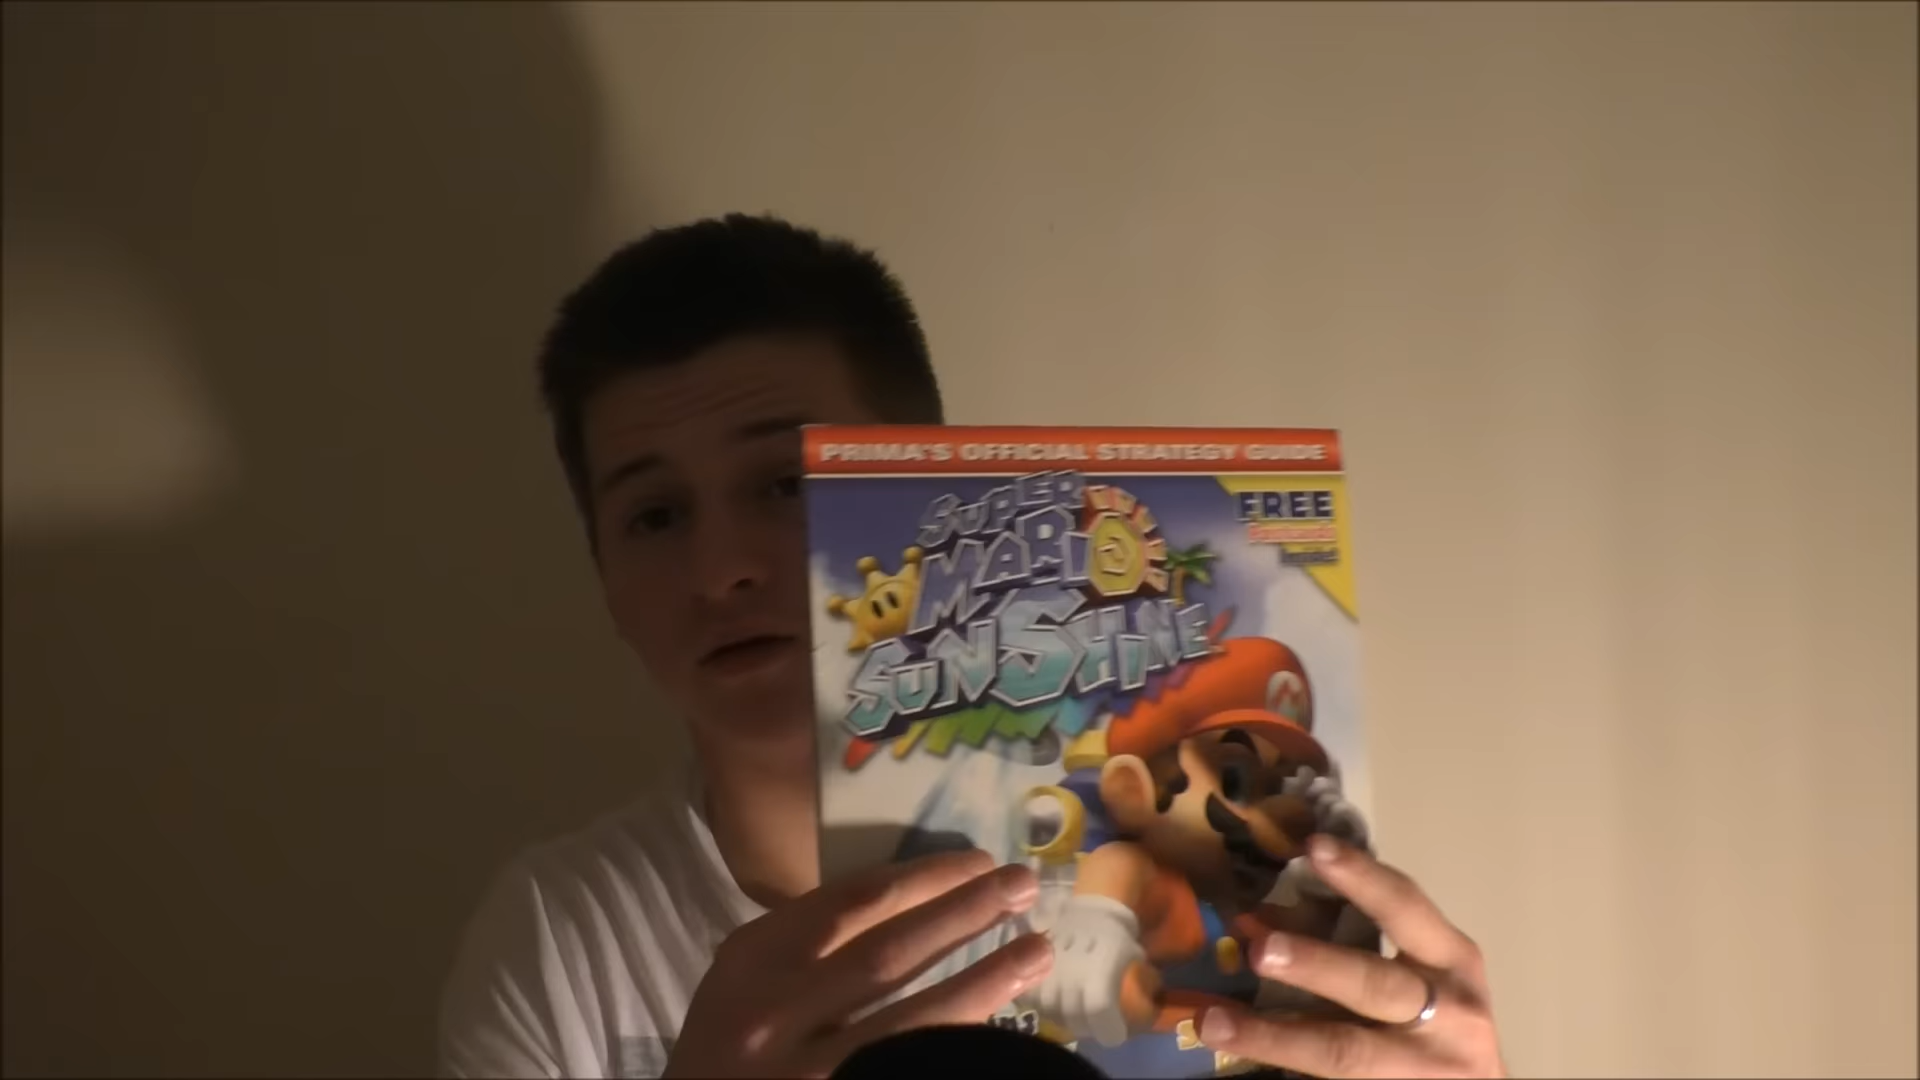 PRIMA'S OFFICIAL STRATEGY GUIDE
SUPER
MARIO
SUNSHINE
FREE
M